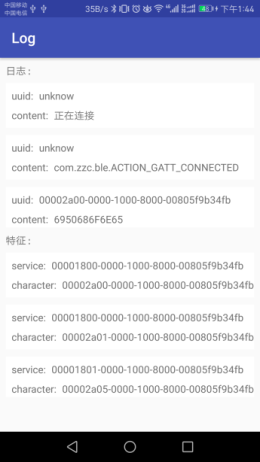 中国移动
中国电信
35B/s
下午1:44
Log
日志 :
uuid: unknow
content: 正在连接
uuid: unknow
content: com.zzc.ble.ACTION_GATT_CONNECTED
uuid: 00002a00-0000-1000-8000-00805f9b34fb
content: 6950686F6E65
特征 :
service: 00001800-0000-1000-8000-00805f9b34fb
character: 00002a00-0000-1000-8000-00805f9b34fb
service: 00001800-0000-1000-8000-00805f9b34fb
character: 00002a01-0000-1000-8000-00805f9b34fb
service: 00001801-0000-1000-8000-00805f9b34fb
character: 00002a05-0000-1000-8000-00805f9b34fb